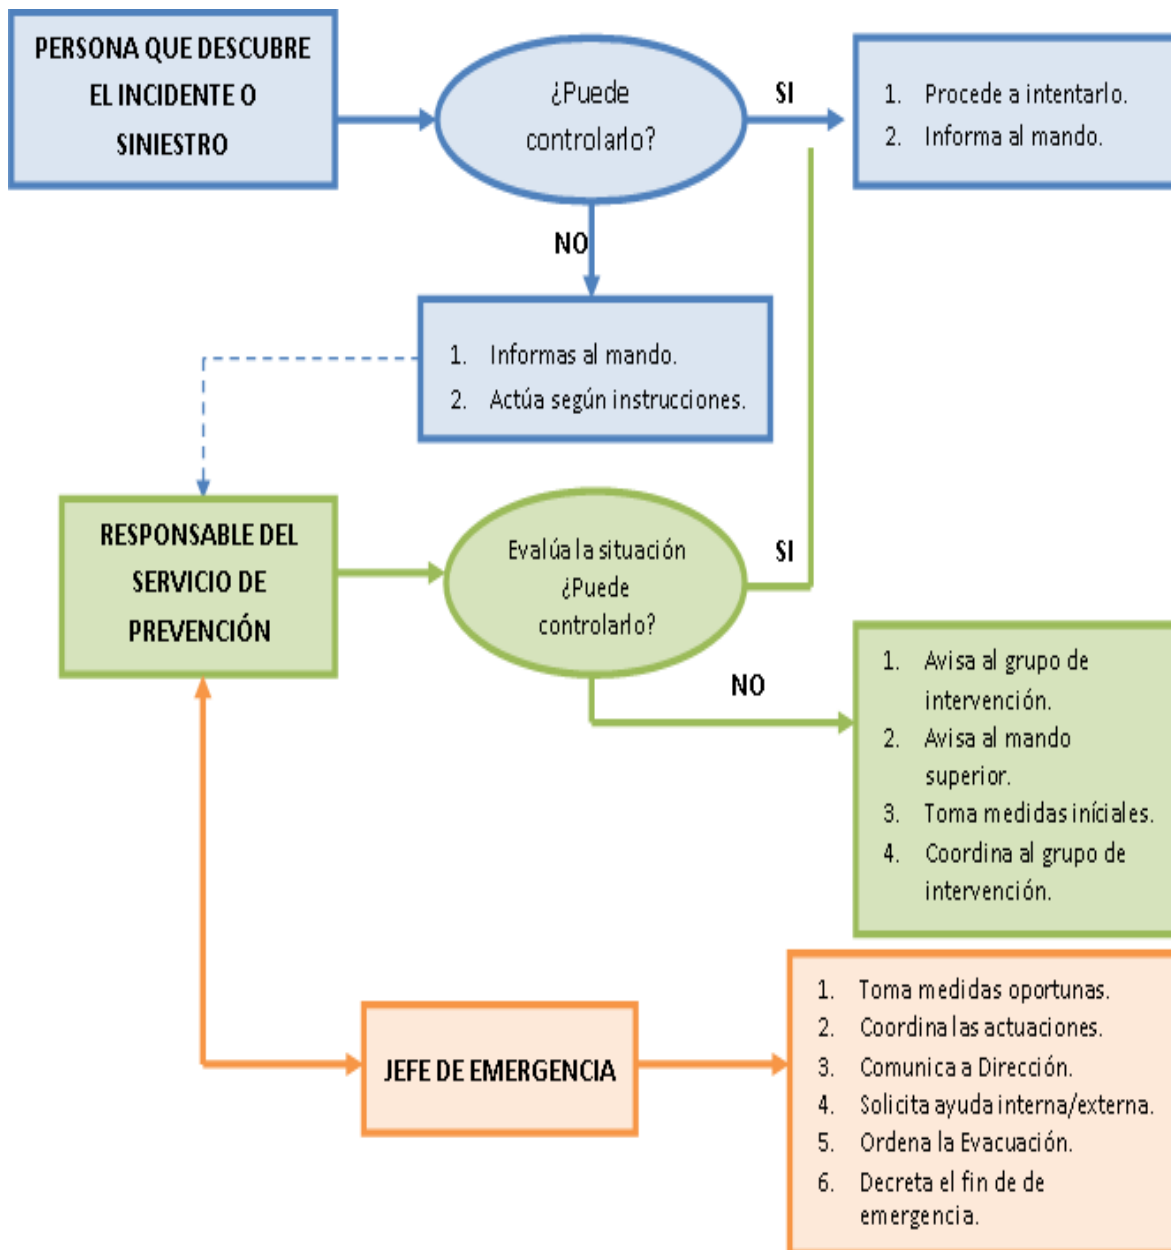 PERSONA QUE DESCUBRE
EL INCIDENTE O
SINIESTRO
¿Puede
controlarlo?
SI
1. Procede a intentarlo.
2. Informa al mando.
NO
1. Informas al mando.
2. Actúa según instrucciones.
RESPONSABLE DEL
SERVICIO DE
PREVENCIÓN
Evalúa la situación
¿Puede
controlarlo?
SI
NO
1. Avisa al grupo de
intervención.
2. Avisa al mando
superior.
3. Toma medidas iníciales.
4. Coordina al grupo de
intervención.
JEFE DE EMERGENCIA
1. Toma medidas oportunas.
2. Coordina las actuaciones.
3. Comunica a Dirección.
4. Solicita ayuda interna/externa.
5. Ordena la Evacuación.
6. Decreta el fin de de
emergencia.